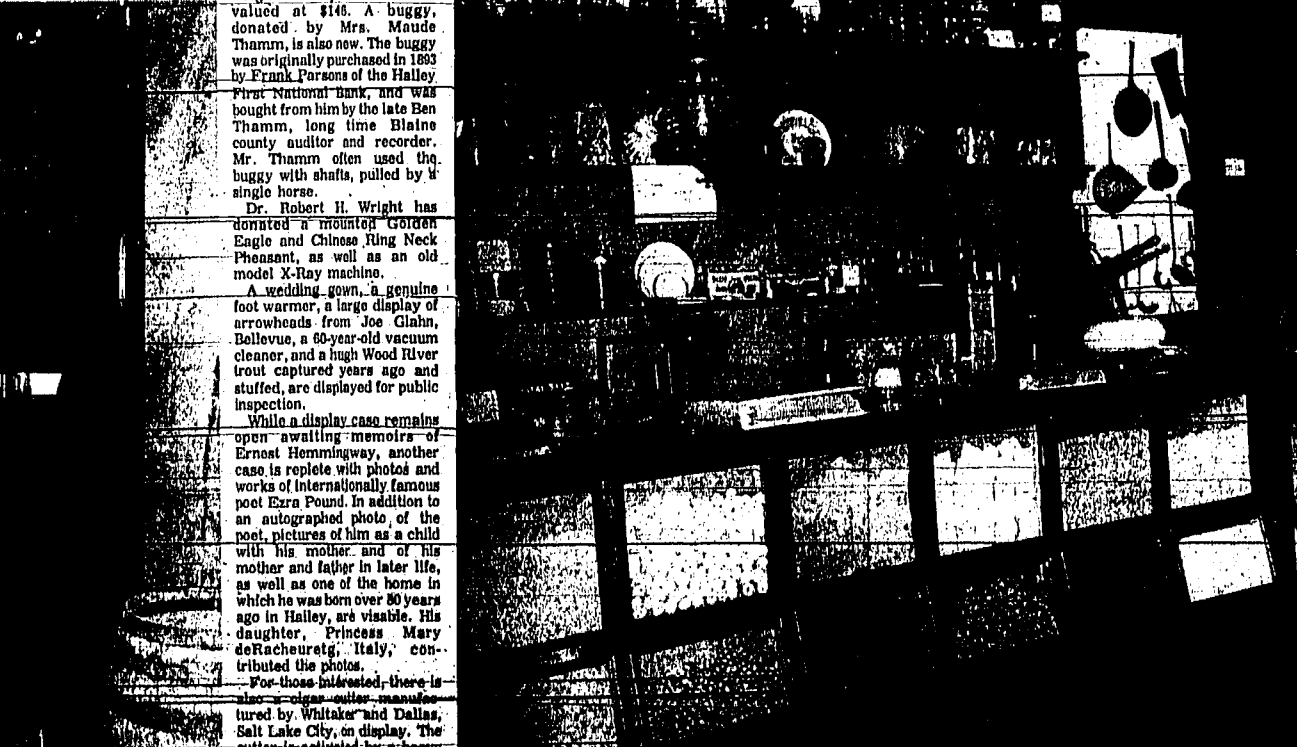 valued at $146. A buggy,
donated by Mrs. Maude
Thamm, is also new. The buggy
was originally purchased in 1893
by Frank Parsons of the Hailey
First National Bank, and was
bought from him by the late Ben
Thamm, long time Blaine
county auditor and recorder.
Mr. Thamm often used the
buggy with shafts, pulled by a
single horse.
Dr. Robert H. Wright has
donated a mounted Golden
Eagle and Chinese Ring Neck
Pheasant, as well as an old
model X-Ray machine.
A wedding gown, a genuine
foot warmer, a large display of
arrowheads from Joe Glahn,
Bellevue, a 60-year-old vacuum
cleaner, and a hugh Wood River
trout captured years ago and
stuffed, are displayed for public
inspection.
While a display case remains
open awaiting memoirs of
Ernest Hemmingway, another
case is replete with photos and
works of internationally famous
poet Ezra Pound. In addition to
an autographed photo of the
poet, pictures of him as a child
with his mother and of his
mother and father in later life,
as well as one of the home in
which he was born over 80 years
ago in Hailey, are visable. His
daughter, Princess Mary
deRacheuretg, Italy, con-
tributed the photos.
For those interested, there is
also a cigar cutter manufac-
tured by Whitaker and Dallas,
Salt Lake City, on display. The